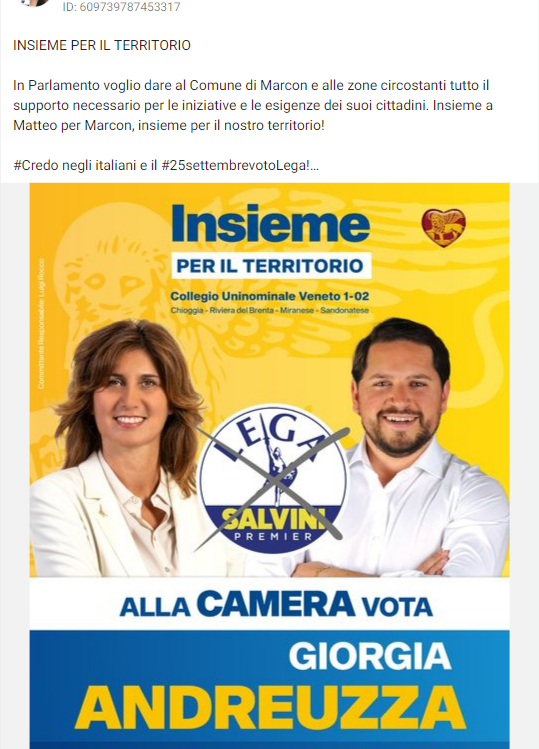 ID: 609739787453317
INSIEME PER IL TERRITORIO
In Parlamento voglio dare al Comune di Marcon e alle zone circostanti tutto il
supporto necessario per le iniziative e le esigenze dei suoi cittadini. Insieme a
Matteo per Marcon, insieme per il nostro territorio!
#Credo negli italiani e il #25settembrevotoLega!...
Insieme
PER IL TERRITORIO
Collegio Uninominale Veneto 1-02
Chioggia - Riviera del Brenta - Miranese - Sandonatese
Committente Responsabile: Luigi Rocco
LEGA
SALVINI
PREMIER
ALLA CAMERA VOTA
GIORGIA
ANDREUZZA